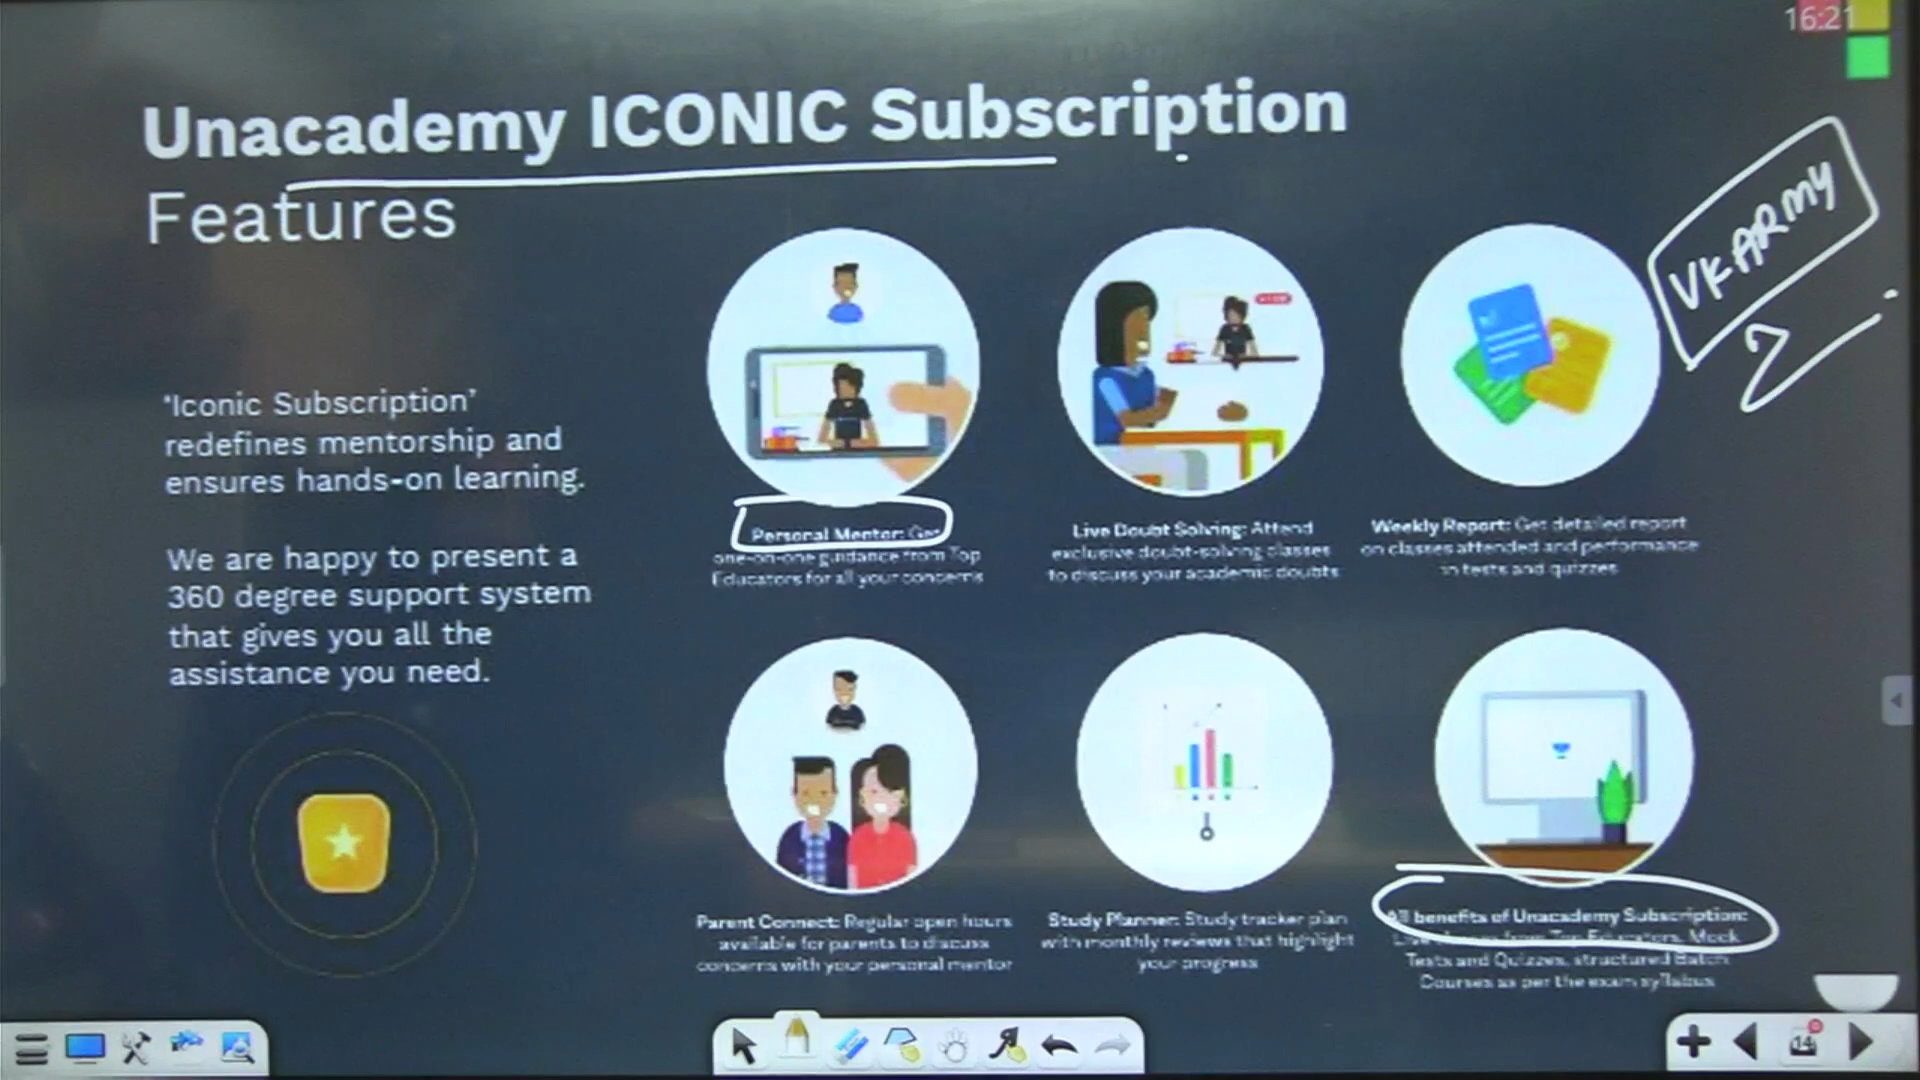 16:21
Unacademy ICONIC Subscription
Features
VKARMY
'Iconic Subscription'
redefines mentorship and
ensures hands-on learning.
We are happy to present a
360 degree support system
that gives you all the
assistance you need.
Personal Mentor: Get
one-on-one guidance from Top
Educators for all your concerns
Live Doubt Solving: Attend
exclusive doubt-solving classes
to discuss your academic doubts
Weekly Report: Get detailed report
on classes attended and performance
in tests and quizzes
Parent Connect: Regular open hours
available for parents to discuss
concerns with your personal mentor
Study Planner: Study tracker plan
with monthly reviews that highlight
your progress
All benefits of Unacademy Subscription:
Live classes from Top Educators, Mock
Tests and Quizzes, structured Batch
Courses as per the exam syllabus
14